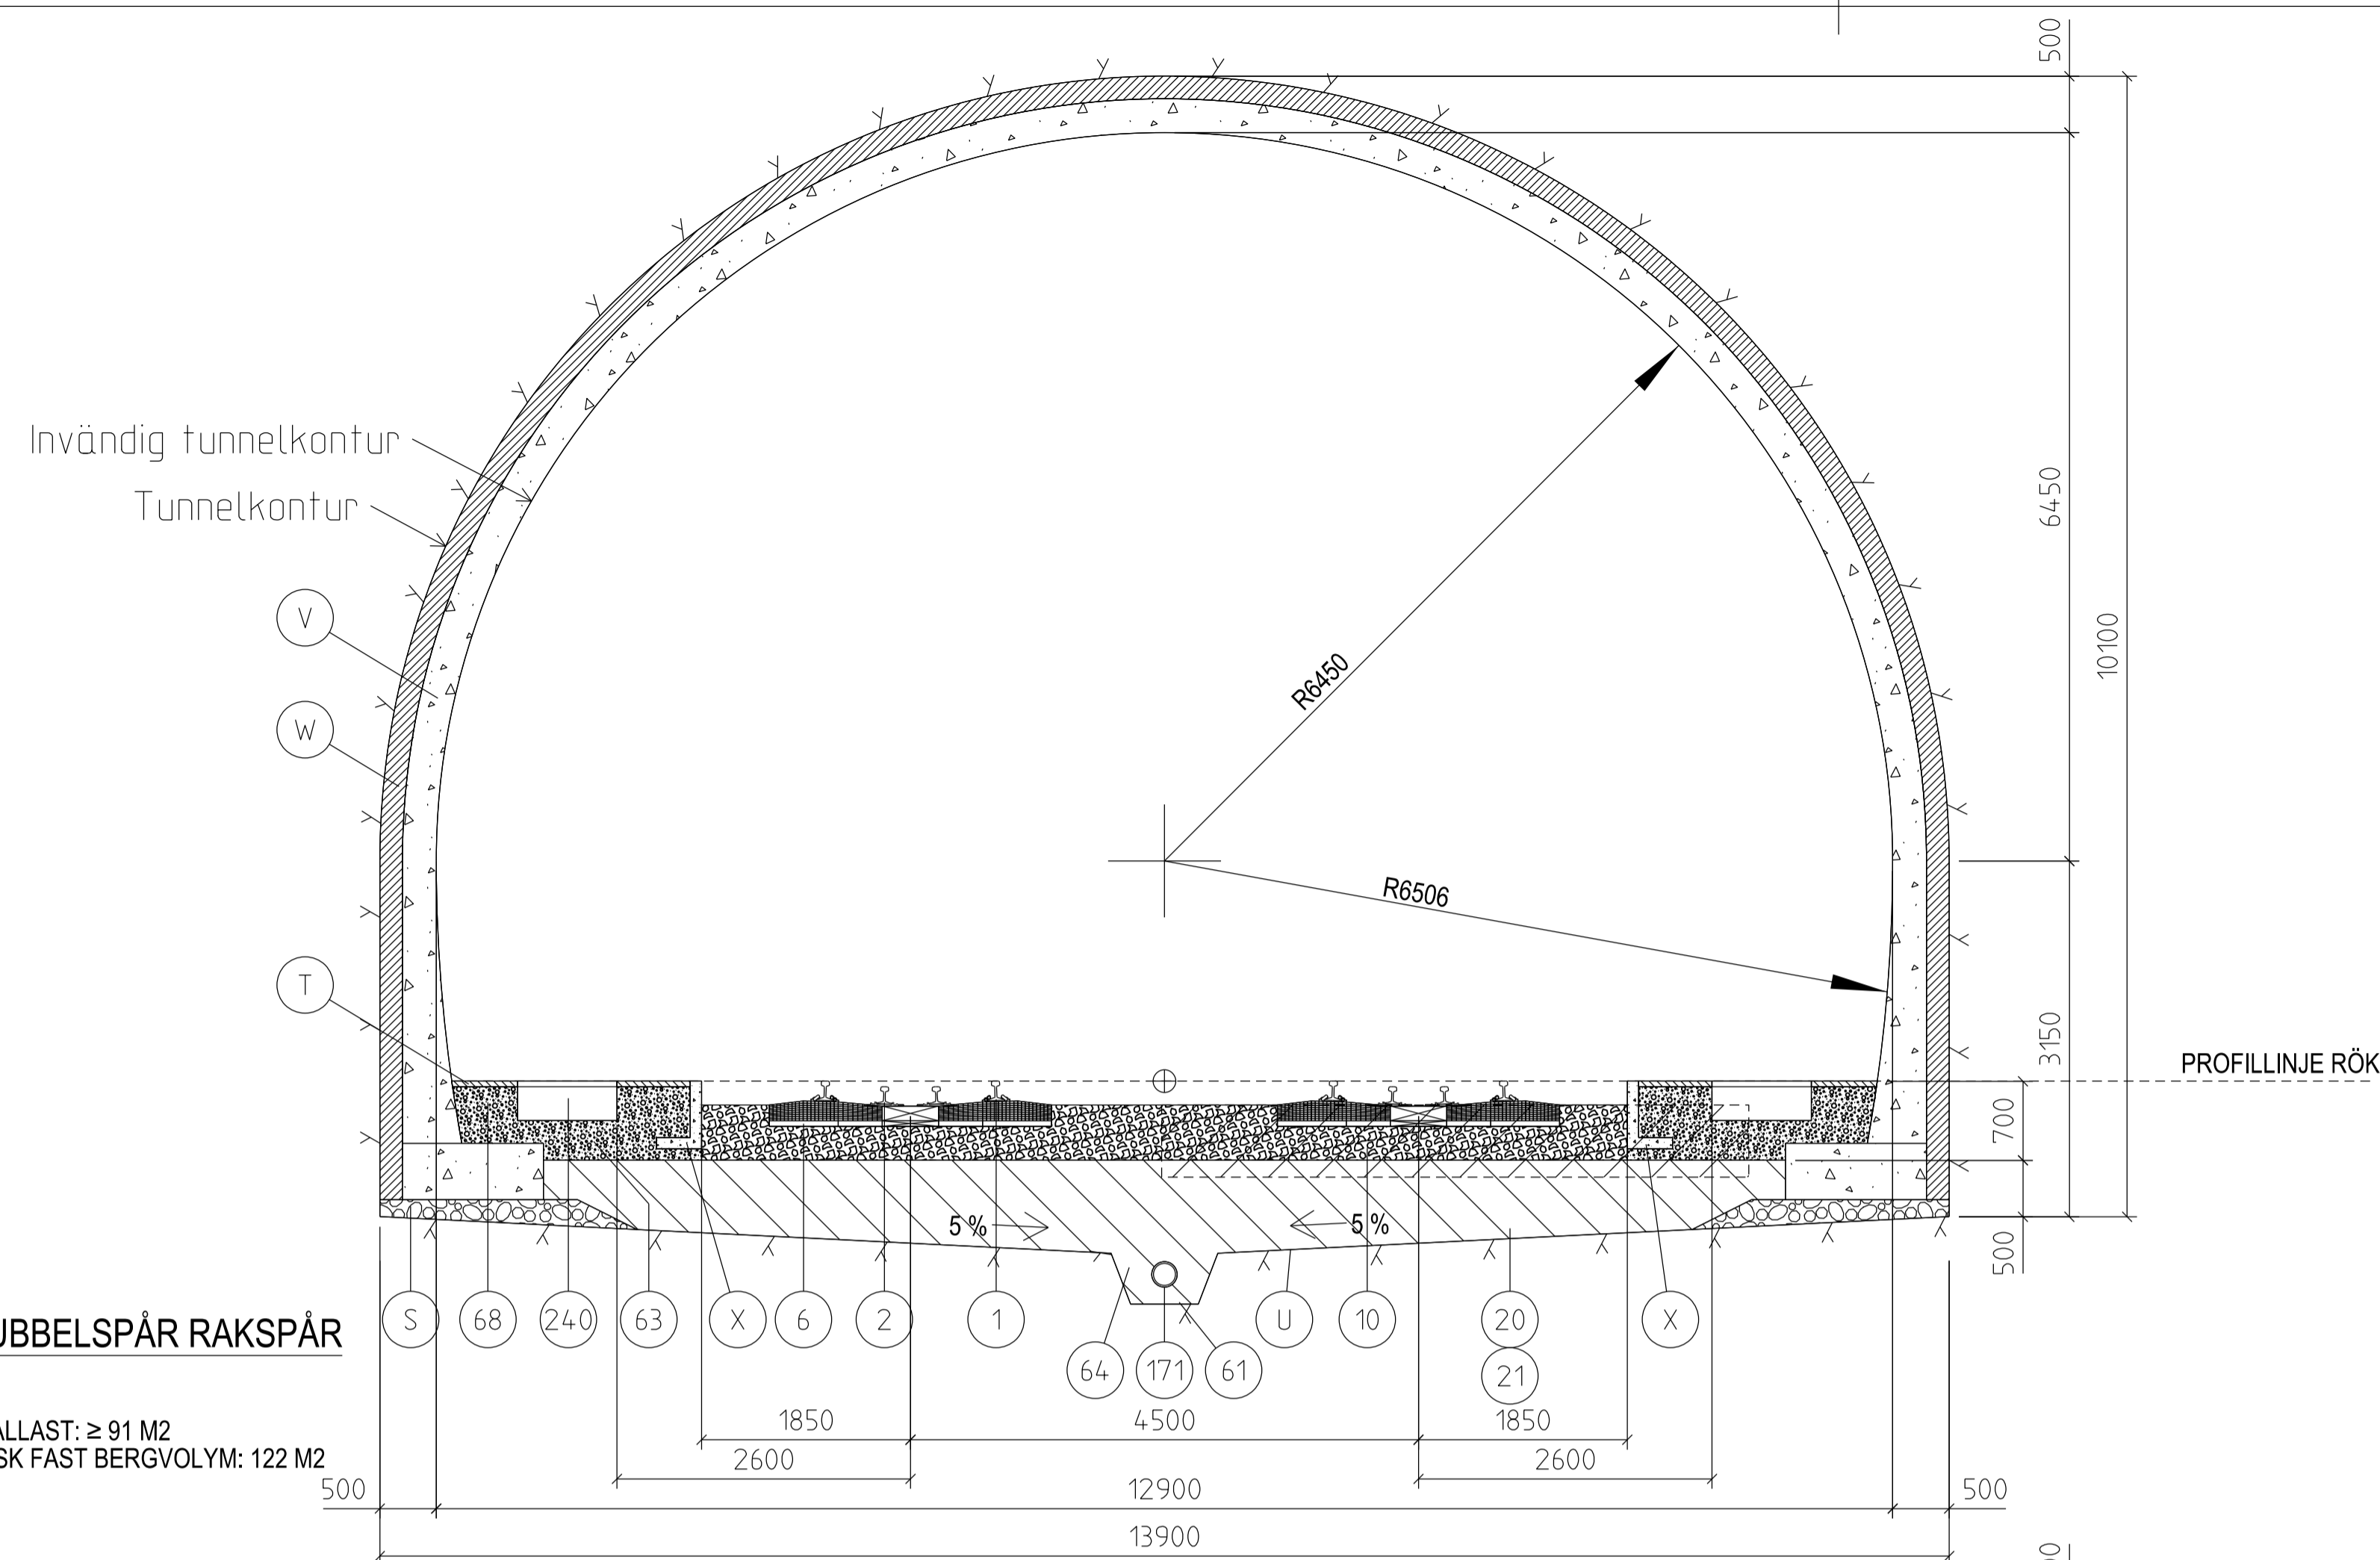 500
Invändig tunnelkontur
Tunnelkontur
6450
10100
V
R6450
W
R6506
T
3150
PROFILLINJE RÖK
700
5 %
5 %
500
S
68
240
63
X
6
2
1
U
10
20
X
UBBELSPÅR RAKSPÅR
64
171
61
21
1850
4500
1850
ALLAST: ≥ 91 M2
SK FAST BERGVOLYM: 122 M2
2600
2600
500
12900
500
13900